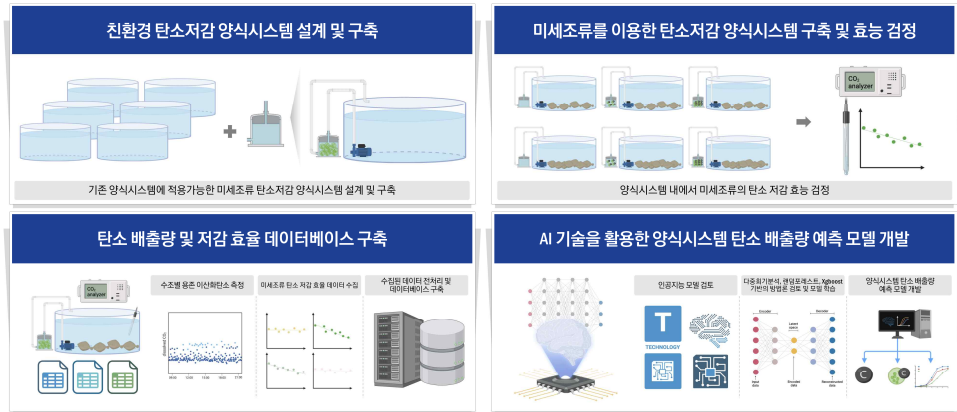 친환경 탄소저감 양식시스템 설계 및 구축
기존 양식시스템에 적용가능한 미세조류 탄소저감 양식시스템 설계 및 구축
미세조류를 이용한 탄소저감 양식시스템 구축 및 효능 검정
CO₂
analyzer
양식시스템 내에서 미세조류의 탄소 저감 효능 검정
탄소 배출량 및 저감 효율 데이터베이스 구축
CO₂
analyzer
수조별 용존 이산화탄소 측정
미세조류 탄소 저감 효율 데이터 수집
수집된 데이터 전처리 및
데이터베이스 구축
AI 기술을 활용한 양식시스템 탄소 배출량 예측 모델 개발
인공지능 모델 검토
T
TECHNOLOGY
다중회기분석, 랜덤포레스트, Xgboost
기반의 방법론 검토 및 모델 학습
Encoder
Latent
space
Decoder
Input
data
Encoded
data
Reconstructed
data
양식시스템 탄소 배출량
예측 모델 개발
C
C